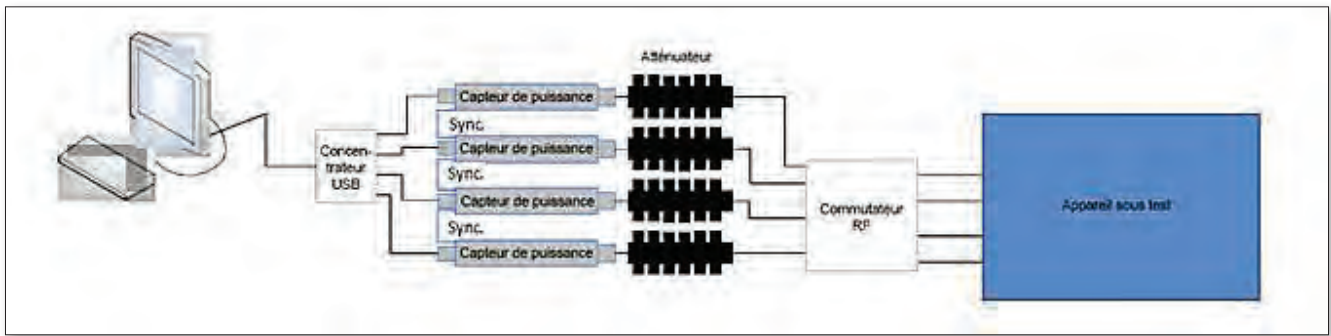 Atténuateur
Capteur de puissance
Sync.
Capteur de puissance
Sync.
Capteur de puissance
Sync.
Capteur de puissance
Concen-
trateur
USB
Commutateur
RF
Appareil sous test